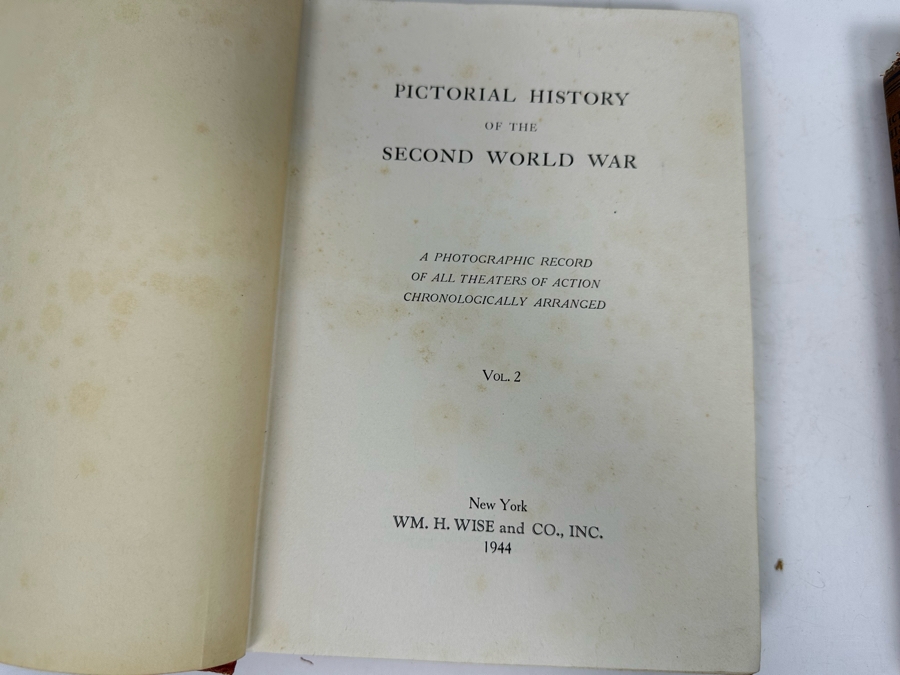 PICTORIAL HISTORY
OF THE
SECOND WORLD WAR
A PHOTOGRAPHIC RECORD
OF ALL THEATERS OF ACTION
CHRONOLOGICALLY ARRANGED
VOL. 2
New York
WM. H. WISE and CO., INC.
1944